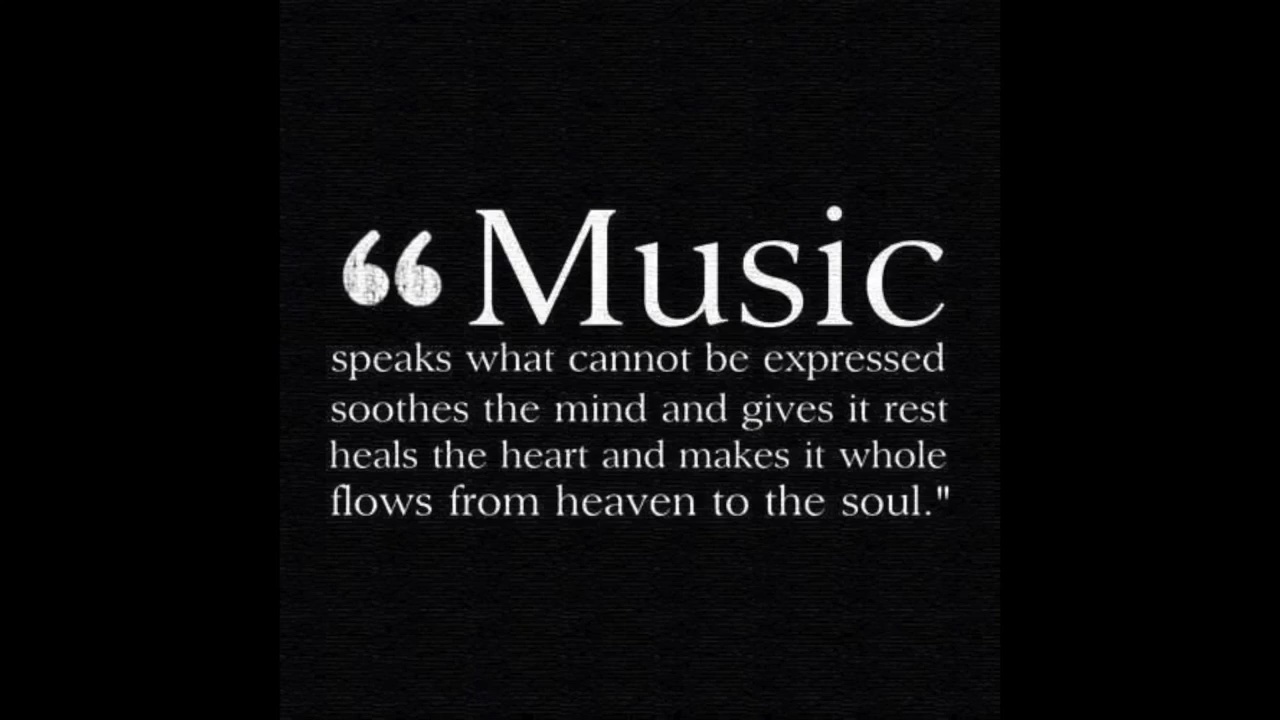 “Music
speaks what cannot be expressed
soothes the mind and gives it rest
heals the heart and makes it whole
flows from heaven to the soul."